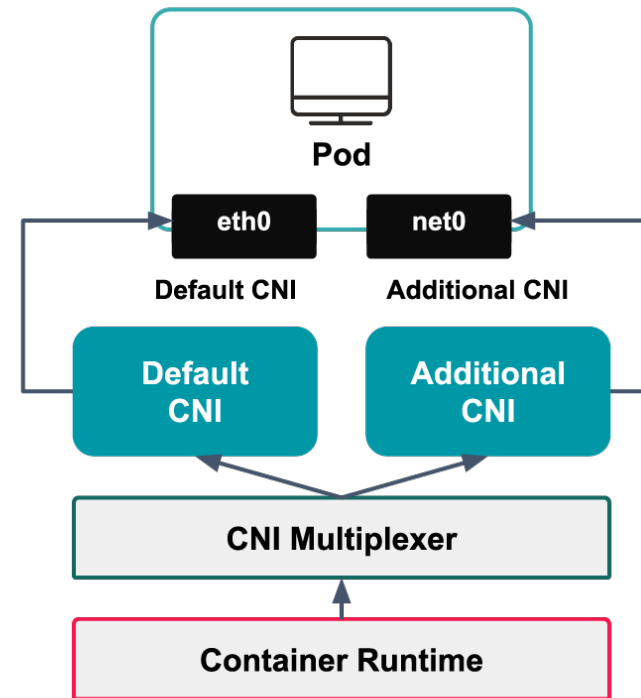 Pod
eth0
net0
Default CNI
Additional CNI
Default
CNI
Additional
CNI
CNI Multiplexer
Container Runtime